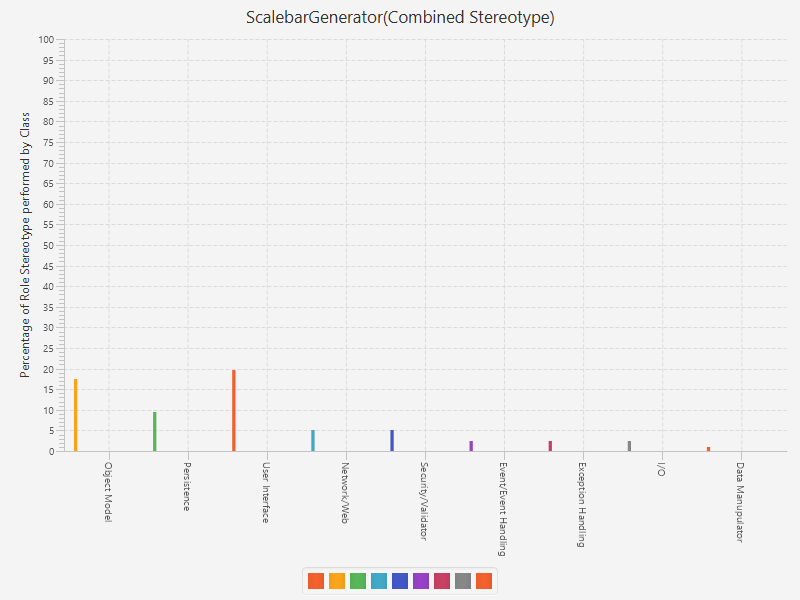 ScalebarGenerator(Combined Stereotype)
Percentage of Role Stereotype performed by Class
100
95
90
85
80
75
70
65
60
55
50
45
40
35
30
25
20
15
10
5
0
Object Model
Persistence
User Interface
Network/Web
Security/Validator
Event/Event Handling
Exception Handling
I/O
Data Manupulator